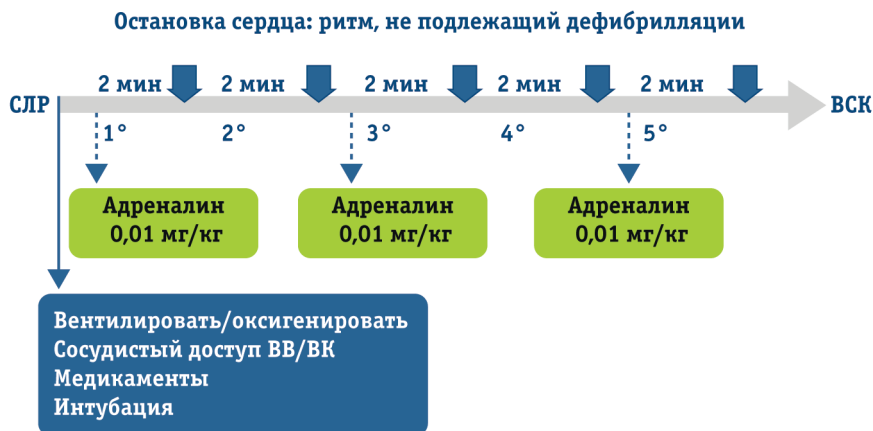 Остановка сердца: ритм, не подлежащий дефибрилляции
2 мин 2 мин 2 мин 2 мин 2 мин
СЛР ВСК
1° 2° 3° 4° 5°
Адреналин
0,01 мг/кг
Адреналин
0,01 мг/кг
Адреналин
0,01 мг/кг
Вентилировать/оксигенировать
Сосудистый доступ ВВ/ВК
Медикаменты
Интубация